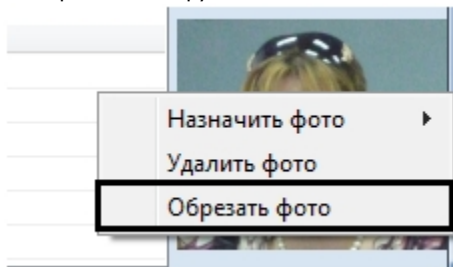 Назначить фото
Удалить фото
Обрезать фото